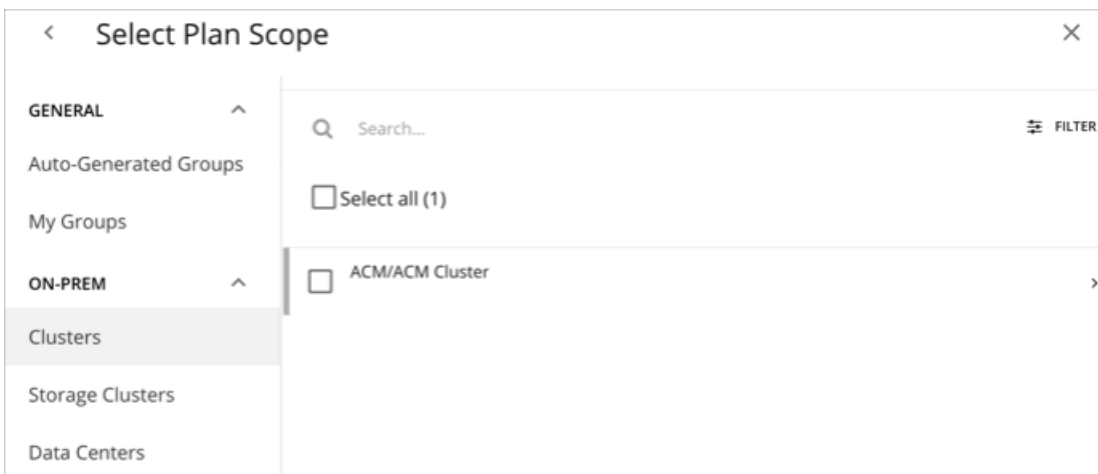 Select Plan Scope
GENERAL
Auto-Generated Groups
My Groups
ON-PREM
Clusters
Storage Clusters
Data Centers
Search...
FILTER
Select all (1)
ACM/ACM Cluster